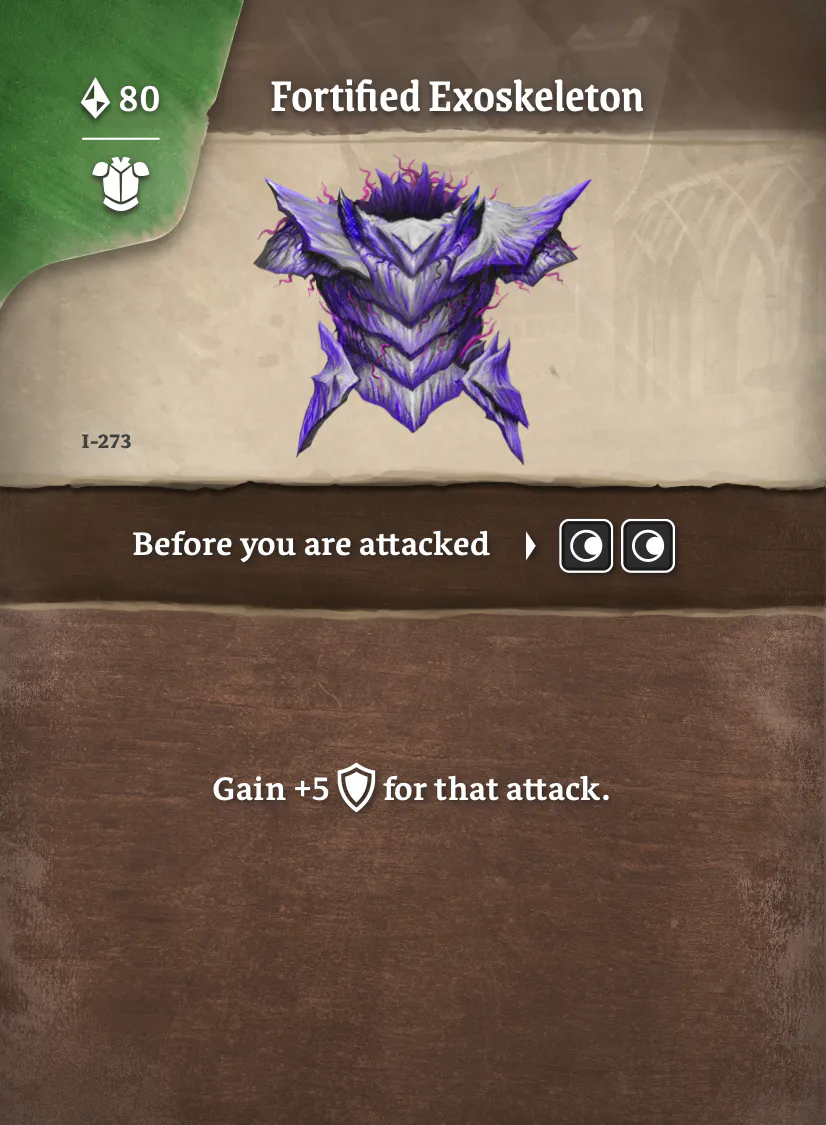 80
Fortified Exoskeleton
I-273
Before you are attacked
Gain +5 for that attack.